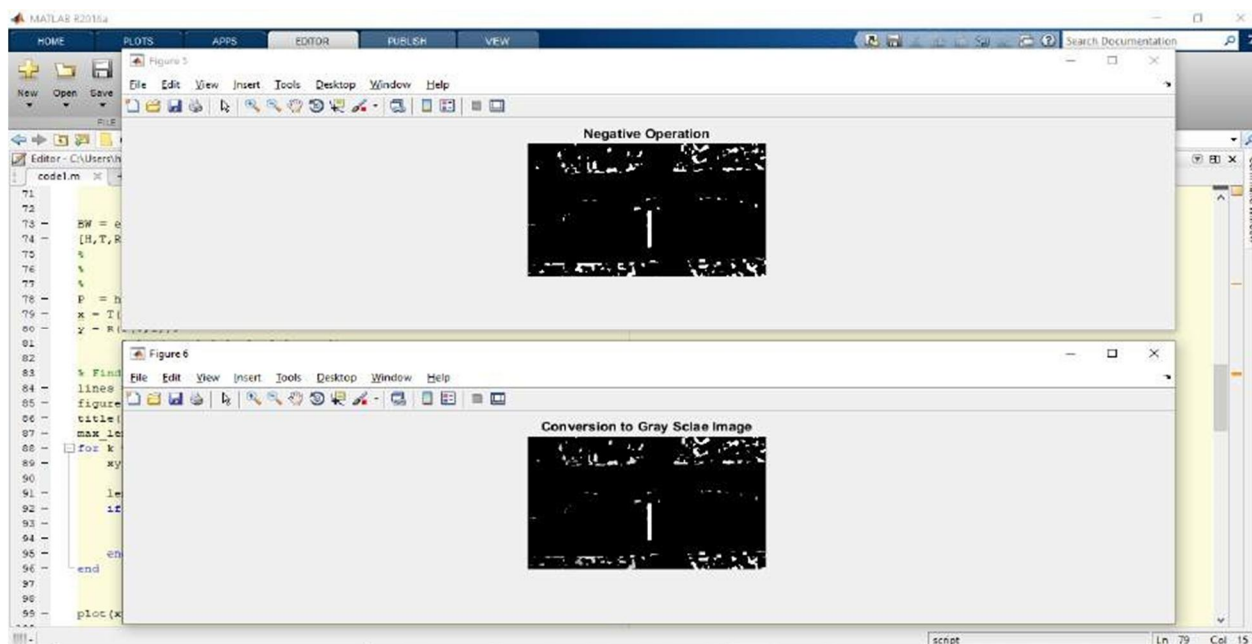 MATLAB R2016a
HOME PLOTS APPS EDITOR PUBLISH VIEW Search Documentation
New Open Save
FILE
Figure 5
File Edit View Insert Tools Desktop Window Help
Negative Operation
Editor - C:\Users\h
code1.m
71
72
73 - BW = e
74 - [H,T,R
75 %
76 %
77 %
78 - P = h
79 - x = T(
80 - y = R(
81
82
83 % Find
84 - lines
85 - figure
86 - title(
87 - max_le
88 - for k
89 - xy
90
91 - le
92 - if
93 -
94 -
95 - en
96 - end
97
98
99 - plot(x
Figure 6
File Edit View Insert Tools Desktop Window Help
Conversion to Gray Sclae Image
script Ln 79 Col 15